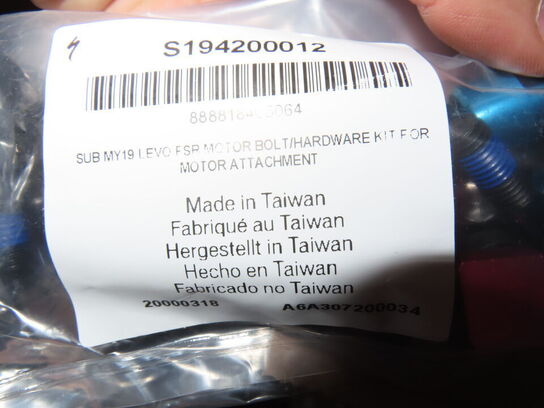 S194200012
SUB MY19 LEVO FSR MOTOR BOLT/HARDWARE KIT FOR
MOTOR ATTACHMENT
Made in Taiwan
Fabriqué au Taiwan
Hergestellt in Taiwan
Hecho en Taiwan
Fabricado no Taiwan
20000318 A6A307200034